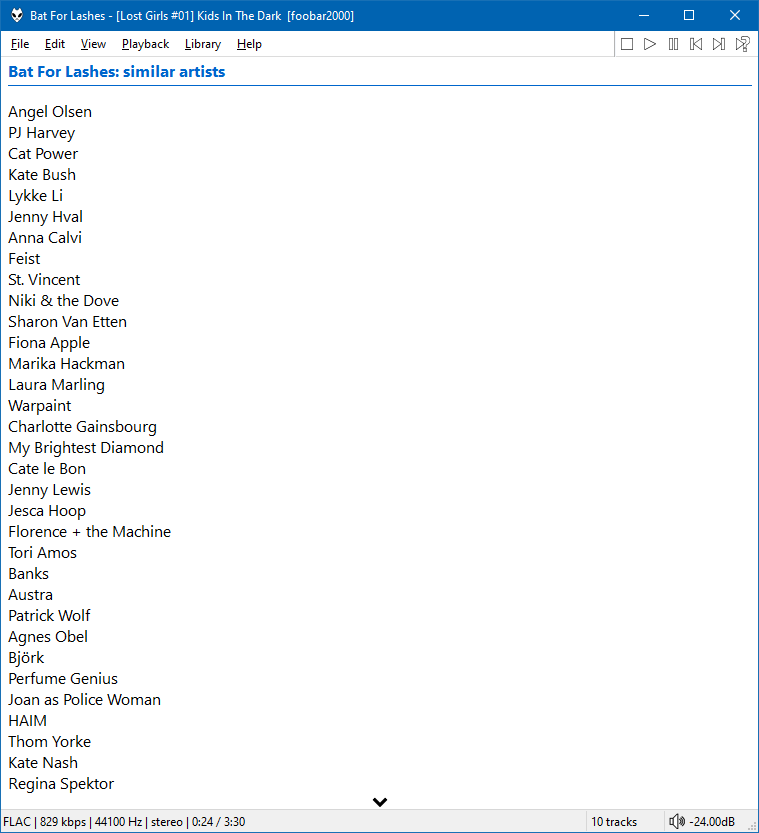 Bat For Lashes - [Lost Girls #01] Kids In The Dark  [foobar2000]
File Edit View Playback Library Help
Bat For Lashes: similar artists
Angel Olsen
PJ Harvey
Cat Power
Kate Bush
Lykke Li
Jenny Hval
Anna Calvi
Feist
St. Vincent
Niki & the Dove
Sharon Van Etten
Fiona Apple
Marika Hackman
Laura Marling
Warpaint
Charlotte Gainsbourg
My Brightest Diamond
Cate le Bon
Jenny Lewis
Jesca Hoop
Florence + the Machine
Tori Amos
Banks
Austra
Patrick Wolf
Agnes Obel
Björk
Perfume Genius
Joan as Police Woman
HAIM
Thom Yorke
Kate Nash
Regina Spektor
FLAC | 829 kbps | 44100 Hz | stereo | 0:24 / 3:30 10 tracks -24.00dB